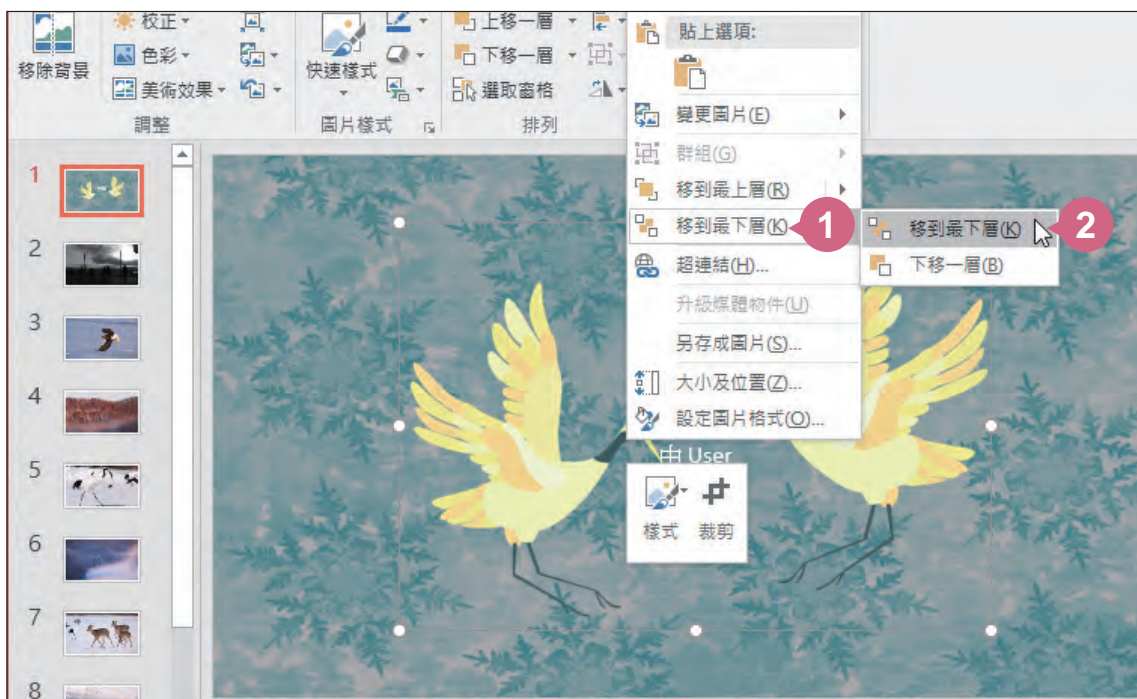 校正
上移一層
色彩
下移一層
移除背景
快速樣式
美術效果
選取窗格
調整
圖片樣式
排列
貼上選項:
變更圖片(E)
群組(G)
移到最上層(R)
移到最下層(K)
1
移到最下層(K)
2
下移一層(B)
超連結(H)...
升級媒體物件(U)
另存成圖片(S)...
大小及位置(Z)...
設定圖片格式(O)...
由 User
樣式
裁剪
1
2
3
4
5
6
7
8